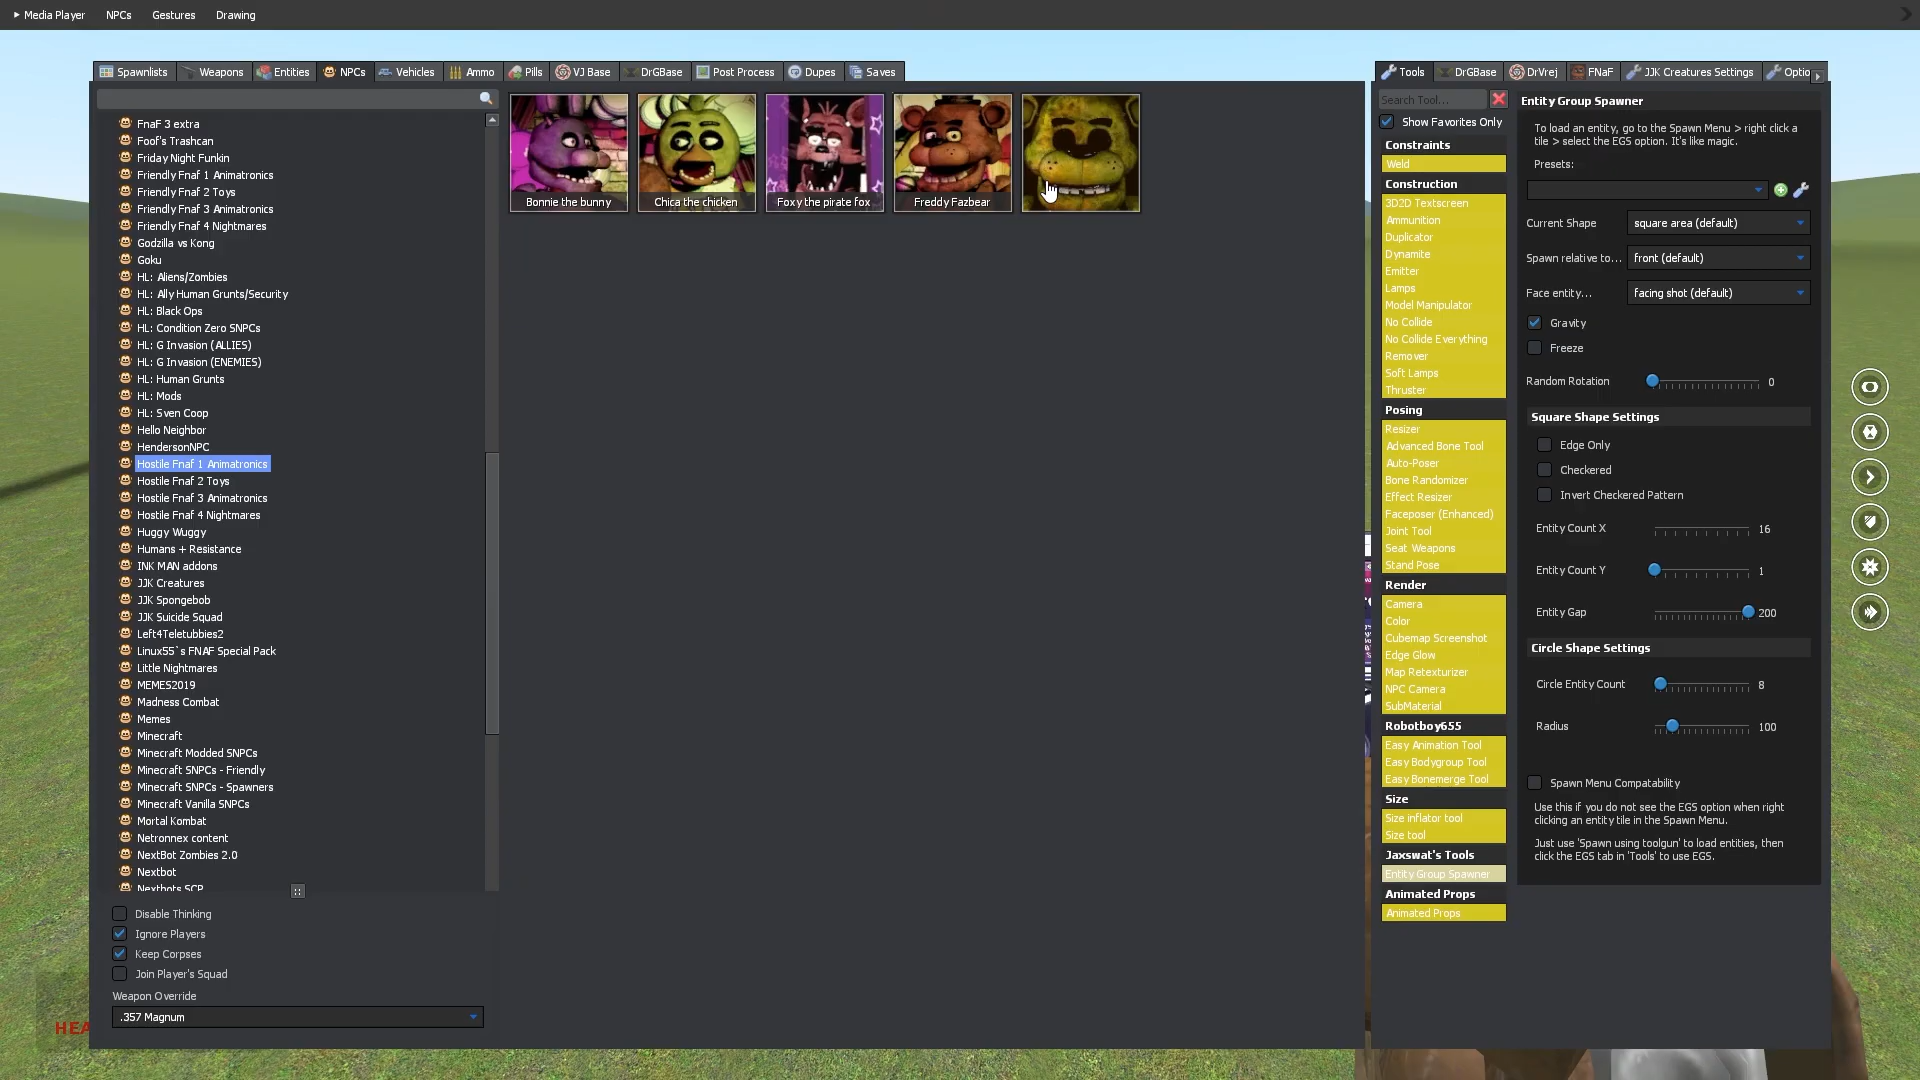 Media Player NPCs Gestures Drawing
Spawnlists Weapons Entities NPCs Vehicles Ammo Pills VJ Base DrGBase Post Process Dupes Saves
FnaF 3 extra
Foof's Trashcan
Friday Night Funkin
Friendly Fnaf 1 Animatronics
Friendly Fnaf 2 Toys
Friendly Fnaf 3 Animatronics
Friendly Fnaf 4 Nightmares
Godzilla vs Kong
Goku
HL: Aliens/Zombies
HL: Ally Human Grunts/Security
HL: Black Ops
HL: Condition Zero SNPCs
HL: G Invasion (ALLIES)
HL: G Invasion (ENEMIES)
HL: Human Grunts
HL: Mods
HL: Sven Coop
Hello Neighbor
HendersonNPC
Hostile Fnaf 1 Animatronics
Hostile Fnaf 2 Toys
Hostile Fnaf 3 Animatronics
Hostile Fnaf 4 Nightmares
Huggy Wuggy
Humans + Resistance
INK MAN addons
JJK Creatures
JJK Spongebob
JJK Suicide Squad
Left4Teletubbies2
Linux55`s FNAF Special Pack
Little Nightmares
MEMES2019
Madness Combat
Memes
Minecraft
Minecraft Modded SNPCs
Minecraft SNPCs - Friendly
Minecraft SNPCs - Spawners
Minecraft Vanilla SNPCs
Mortal Kombat
Netronnex content
NextBot Zombies 2.0
Nextbot
Nextbots SCP
Disable Thinking
Ignore Players
Keep Corpses
Join Player's Squad
Weapon Override
.357 Magnum
HEA
Bonnie the bunny Chica the chicken Foxy the pirate fox Freddy Fazbear
Tools DrGBase DrVrej FNaF JJK Creatures Settings Optio
Search Tool...
Show Favorites Only
Constraints
Weld
Construction
3D2D Textscreen
Ammunition
Duplicator
Dynamite
Emitter
Lamps
Model Manipulator
No Collide
No Collide Everything
Remover
Soft Lamps
Thruster
Posing
Resizer
Advanced Bone Tool
Auto-Poser
Bone Randomizer
Effect Resizer
Faceposer (Enhanced)
Joint Tool
Seat Weapons
Stand Pose
Render
Camera
Color
Cubemap Screenshot
Edge Glow
Map Retexturizer
NPC Camera
SubMaterial
Robotboy655
Easy Animation Tool
Easy Bodygroup Tool
Easy Bonemerge Tool
Size
Size inflator tool
Size tool
Jaxswat's Tools
Entity Group Spawner
Animated Props
Animated Props
Entity Group Spawner
To load an entity, go to the Spawn Menu > right click a
tile > select the EGS option. It's like magic.
Presets:
Current Shape square area (default)
Spawn relative to... front (default)
Face entity... facing shot (default)
Gravity
Freeze
Random Rotation 0
Square Shape Settings
Edge Only
Checkered
Invert Checkered Pattern
Entity Count X 16
Entity Count Y 1
Entity Gap 200
Circle Shape Settings
Circle Entity Count 8
Radius 100
Spawn Menu Compatability
Use this if you do not see the EGS option when right
clicking an entity tile in the Spawn Menu.
Just use 'Spawn using toolgun' to load entities, then
click the EGS tab in 'Tools' to use EGS.